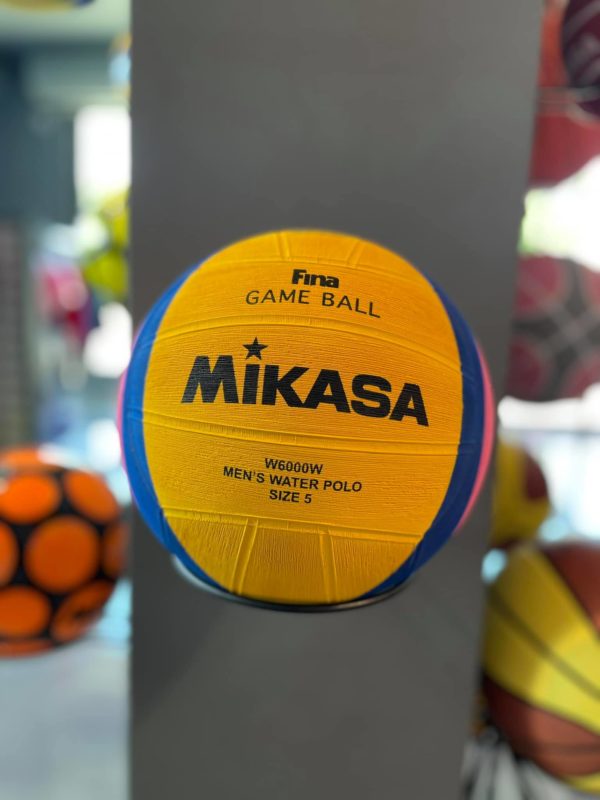 Fina
GAME BALL
MIKASA
W6000W
MEN'S WATER POLO
SIZE 5